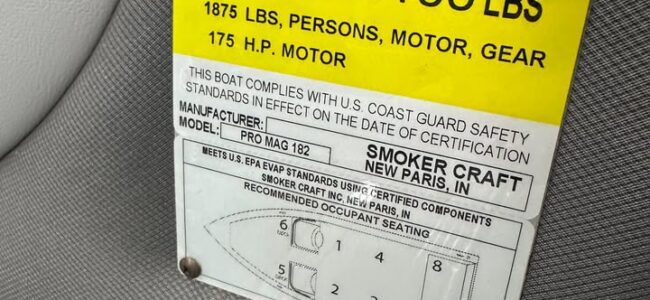 LBS
1875 LBS, PERSONS, MOTOR, GEAR
175 H.P. MOTOR
THIS BOAT COMPLIES WITH U.S. COAST GUARD SAFETY
STANDARDS IN EFFECT ON THE DATE OF CERTIFICATION
MANUFACTURER: SMOKER CRAFT
NEW PARIS, IN
MODEL: PRO MAG 182
MEETS U.S. EPA EVAP STANDARDS USING CERTIFIED COMPONENTS
SMOKER CRAFT INC, NEW PARIS, IN
RECOMMENDED OCCUPANT SEATING
6 1 4 8
5 2